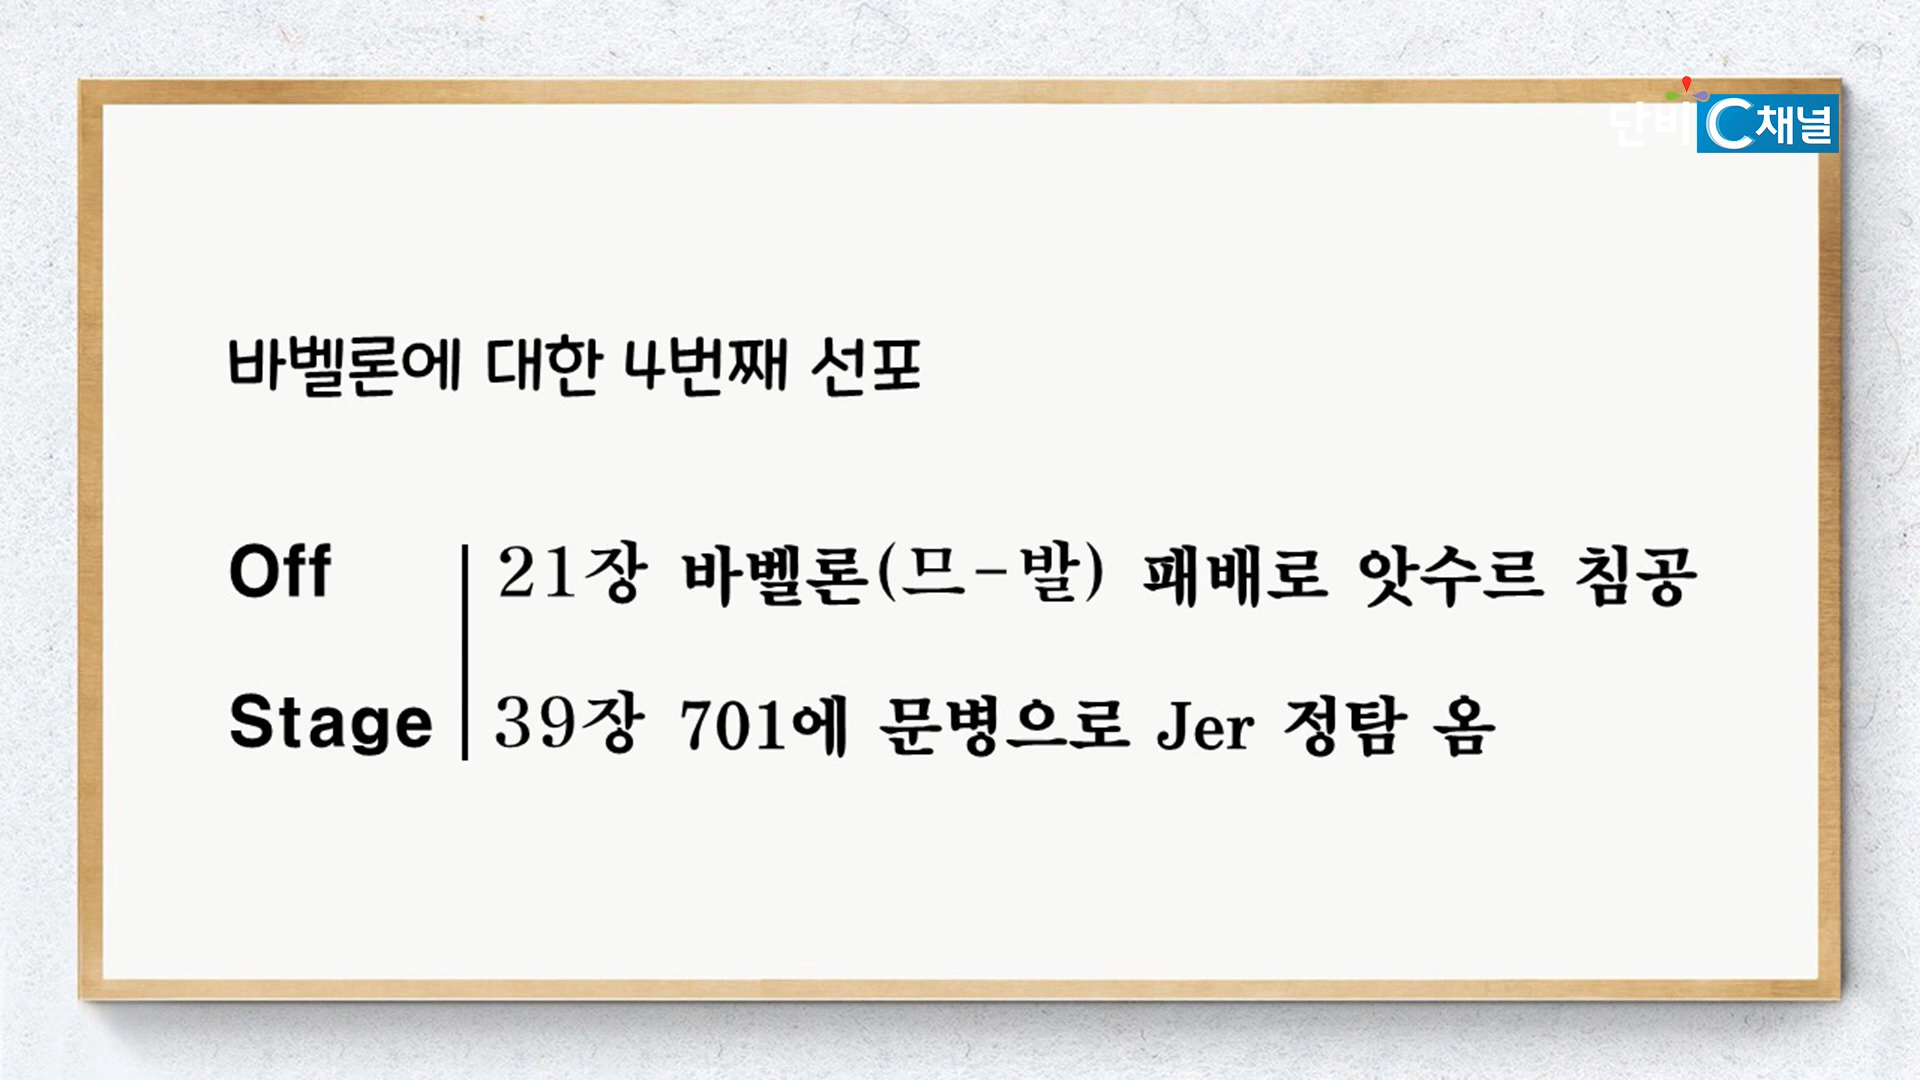 단비 C채널
바벨론에 대한 4번째 선포
Off 21장 바벨론(므-발) 패배로 앗수르 침공
Stage 39장 701에 문병으로 Jer 정탐 옴